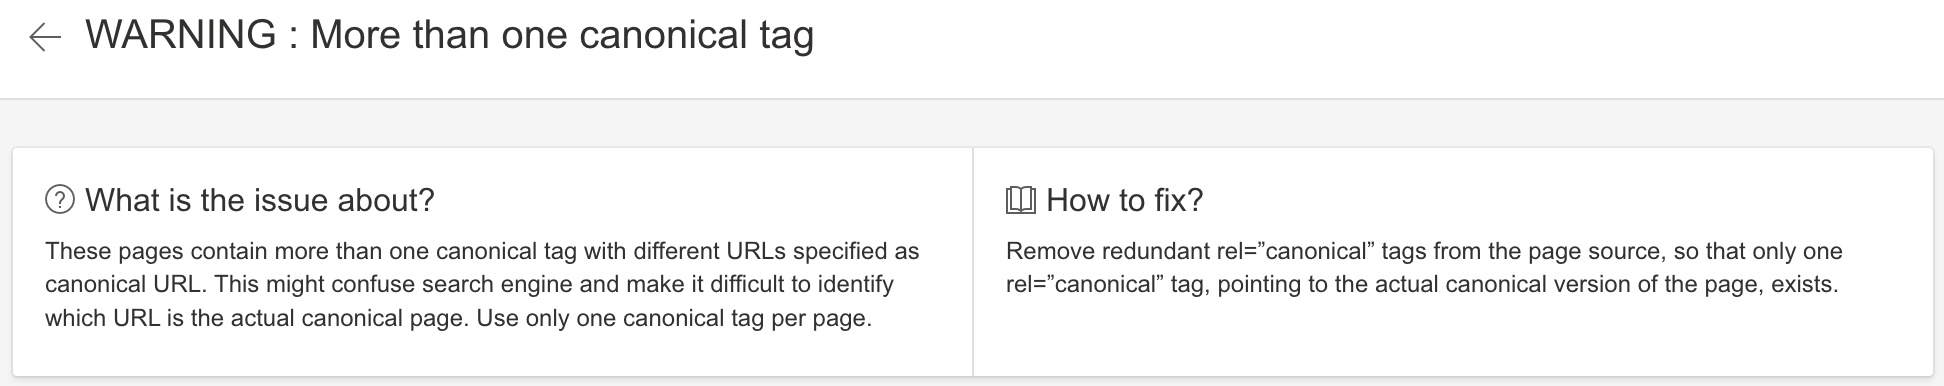 WARNING : More than one canonical tag
What is the issue about?
These pages contain more than one canonical tag with different URLs specified as
canonical URL. This might confuse search engine and make it difficult to identify
which URL is the actual canonical page. Use only one canonical tag per page.
How to fix?
Remove redundant rel=”canonical” tags from the page source, so that only one
rel=”canonical” tag, pointing to the actual canonical version of the page, exists.